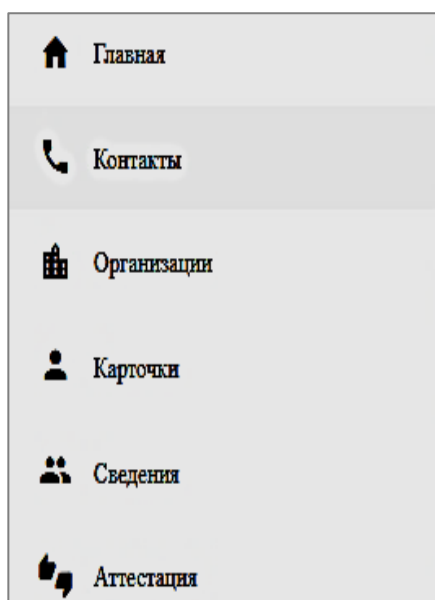 Главная
Контакты
Организации
Карточки
Сведения
Аттестация